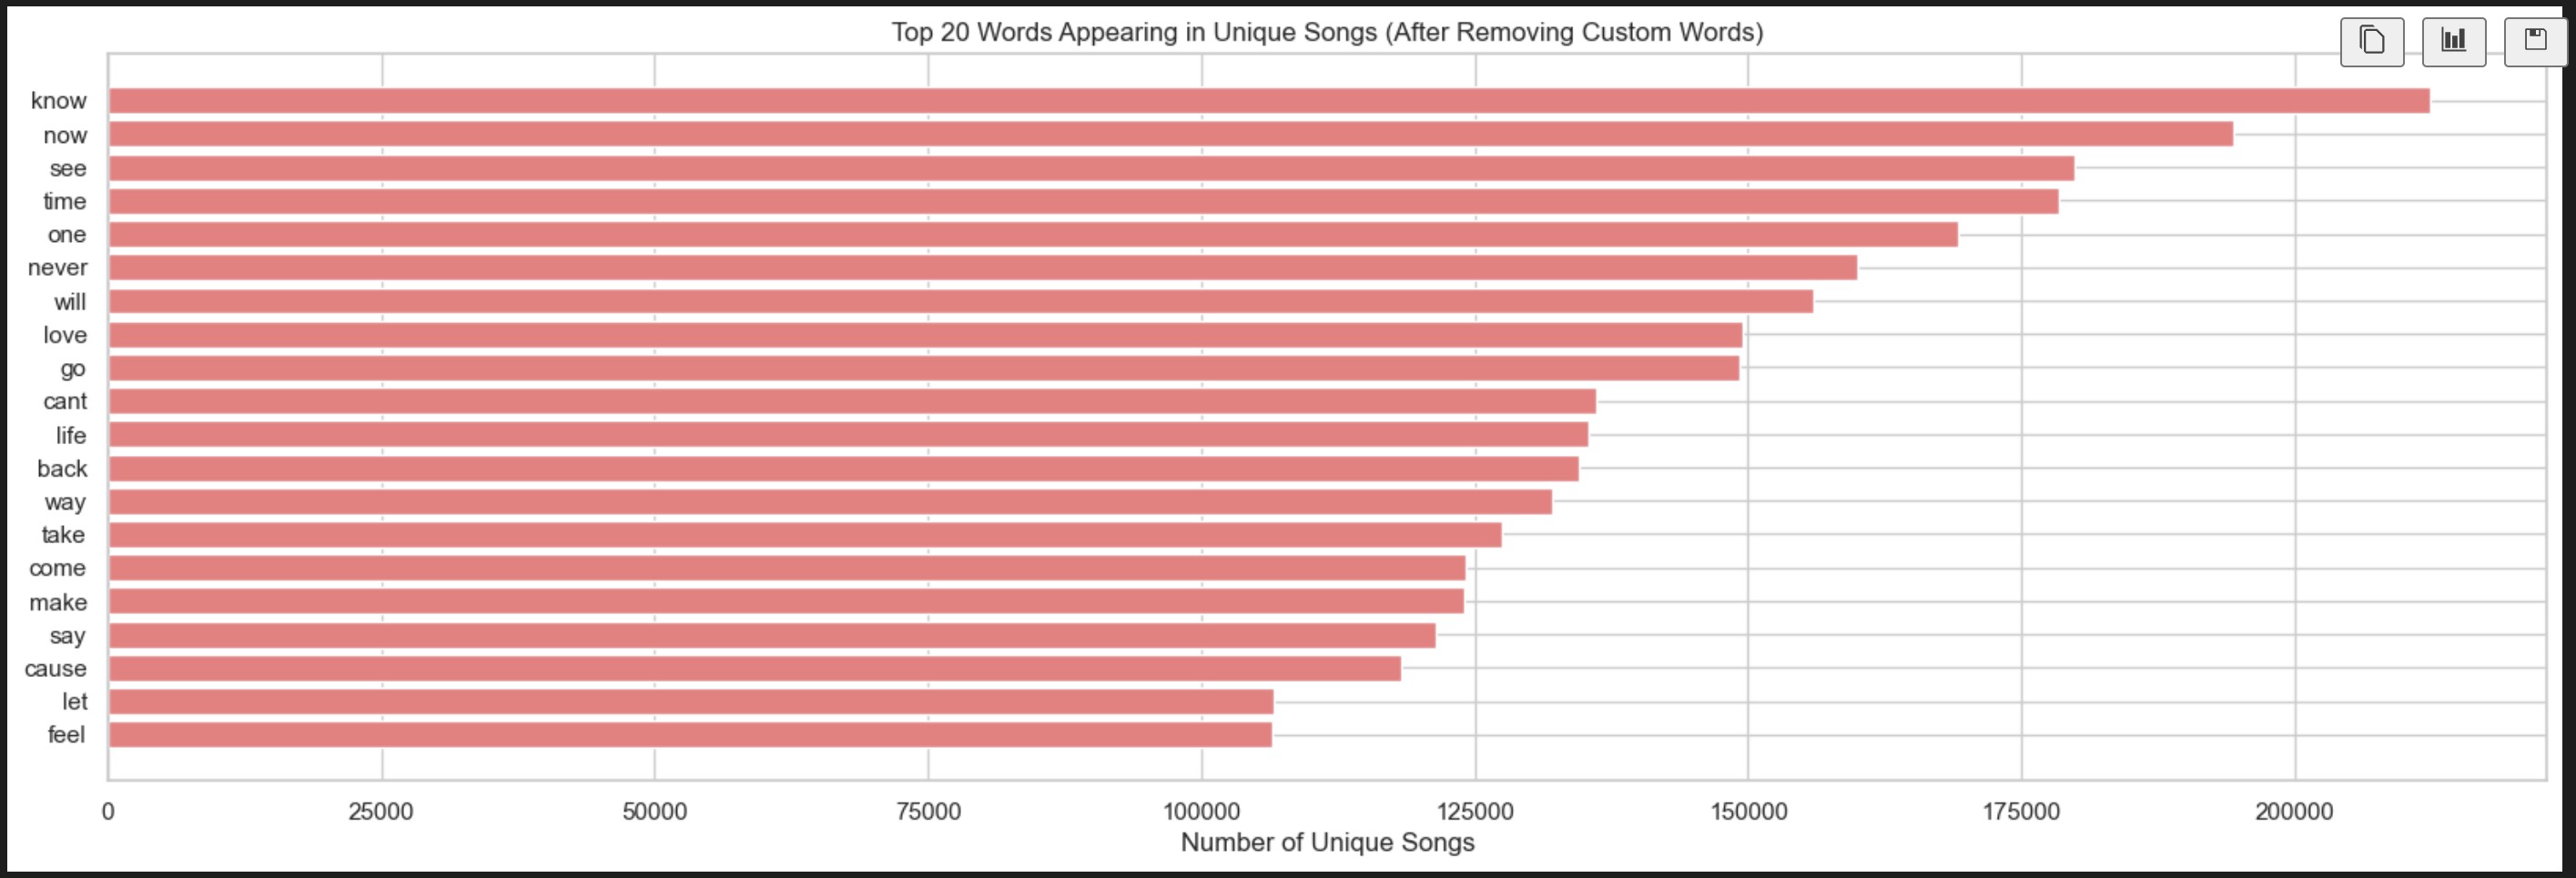 Top 20 Words Appearing in Unique Songs (After Removing Custom Words)
know
now
see
time
one
never
will
love
go
cant
life
back
way
take
come
make
say
cause
let
feel
0 25000 50000 75000 100000 125000 150000 175000 200000
Number of Unique Songs